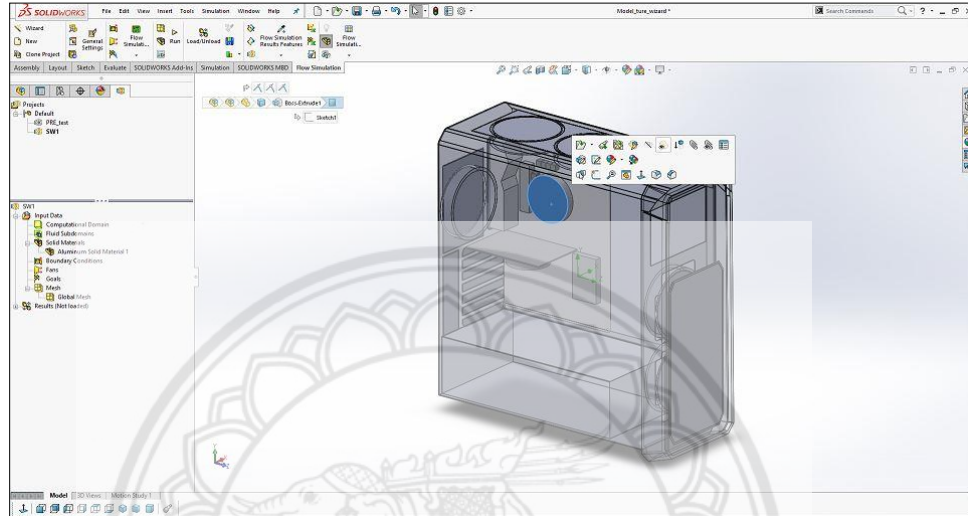 SOLIDWORKS File Edit View Insert Tools Simulation Window Help Model_ture_wizard * Search Commands
Wizard
New
Clone Project
General Settings
Flow Simulati...
Run
Load/Unload
Flow Simulation Results Features
Flow Simulati...
Assembly Layout Sketch Evaluate SOLIDWORKS Add-Ins Simulation SOLIDWORKS MBD Flow Simulation
Boss-Extrude1
Sketch1
Projects
Default
PRE_test
SW1
SW1
Input Data
Computational Domain
Fluid Subdomains
Solid Materials
Aluminum Solid Material 1
Boundary Conditions
Fans
Goals
Mesh
Global Mesh
Results (Not loaded)
Model 3D Views Motion Study 1